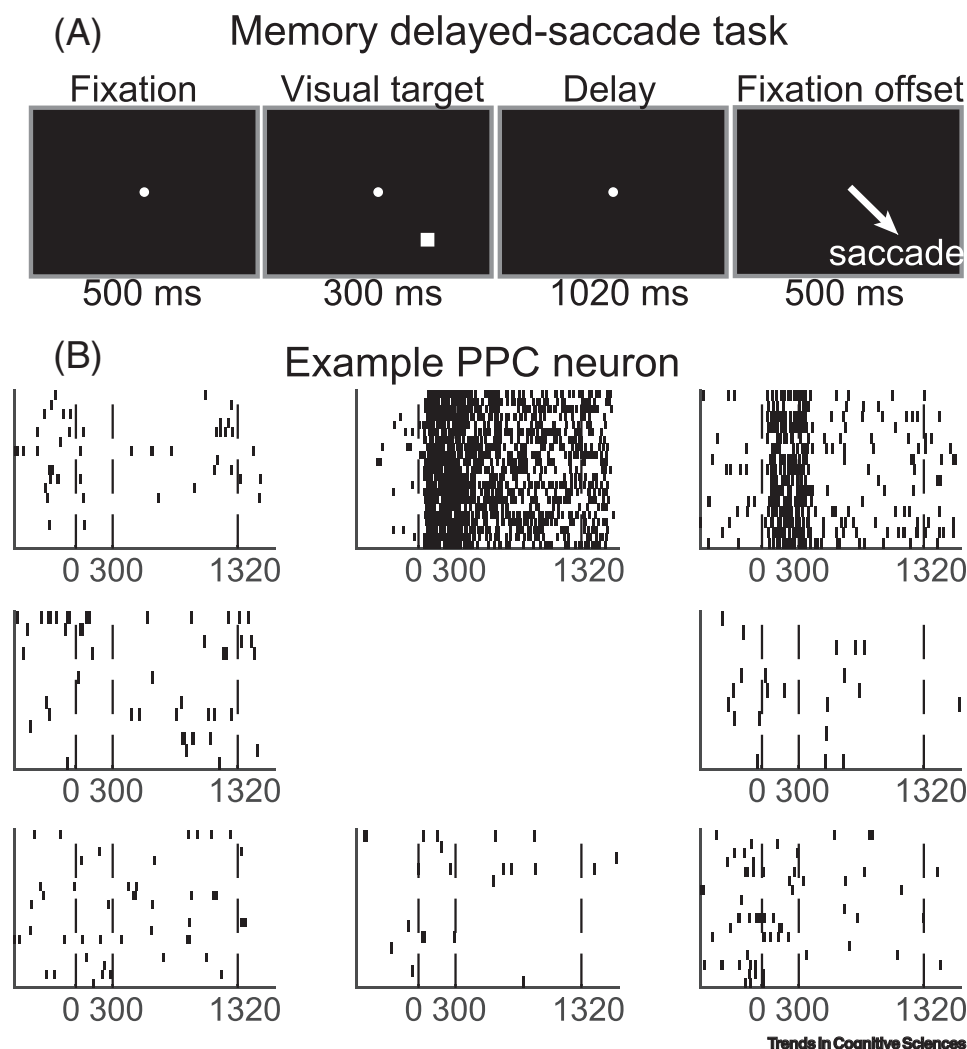 (A) Memory delayed-saccade task
Fixation Visual target Delay Fixation offset
saccade
500 ms 300 ms 1020 ms 500 ms
(B) Example PPC neuron
0 300 1320 0 300 1320 0 300 1320
0 300 1320 0 300 1320
0 300 1320 0 300 1320 0 300 1320
Trends in Cognitive Sciences